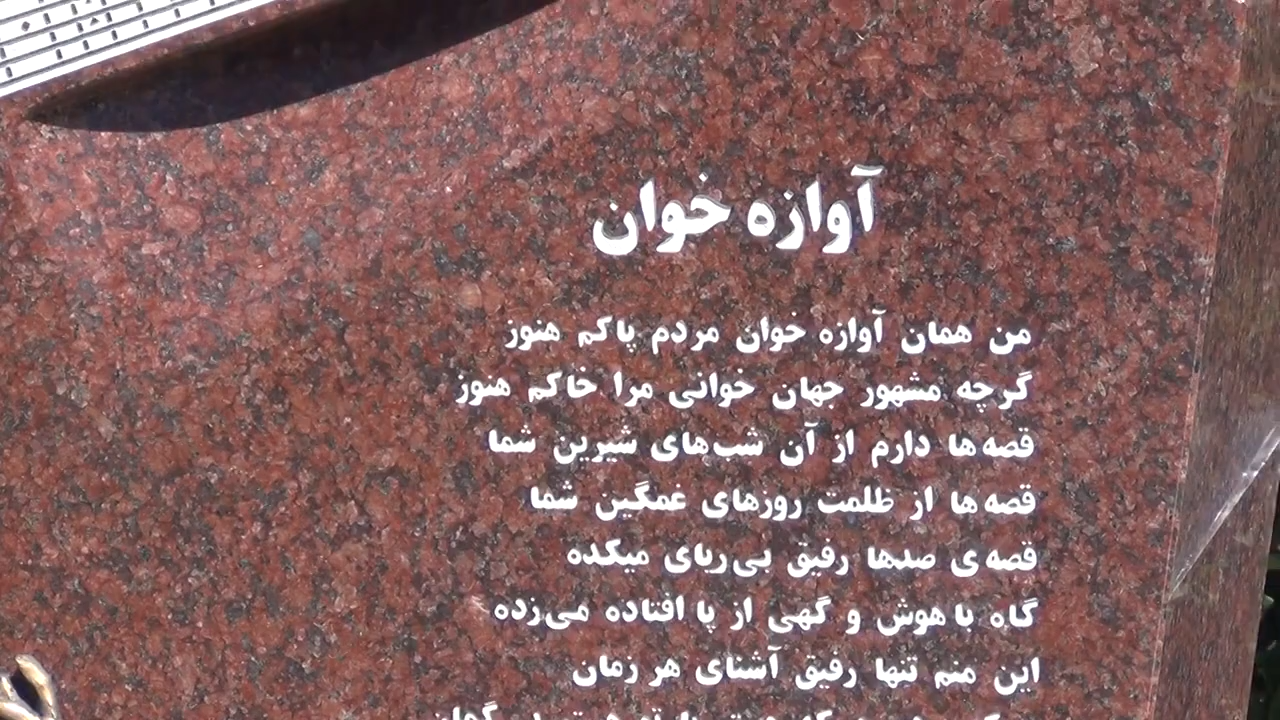 آوازه خوان
من همان آوازه خوان مردم پاکم هنوز
گرچه مشهور جهان خوانی مرا خاکم هنوز
قصه ها دارم از آن شب‌های شیرین شما
قصه ها از ظلمت روزهای غمگین شما
قصه ی صدها رفیق بی‌ریای میکده
گاه با هوش و گهی از پا افتاده می‌زده
این منم تنها رفیق آشنای هر زمان